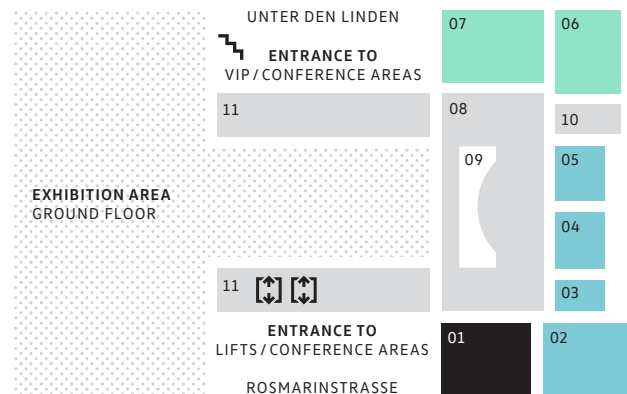 UNTER DEN LINDEN
ENTRANCE TO
VIP / CONFERENCE AREAS
07
06
11
08
10
09
05
EXHIBITION AREA
GROUND FLOOR
04
11
03
ENTRANCE TO
LIFTS / CONFERENCE AREAS
01
02
ROSMARINSTRASSE